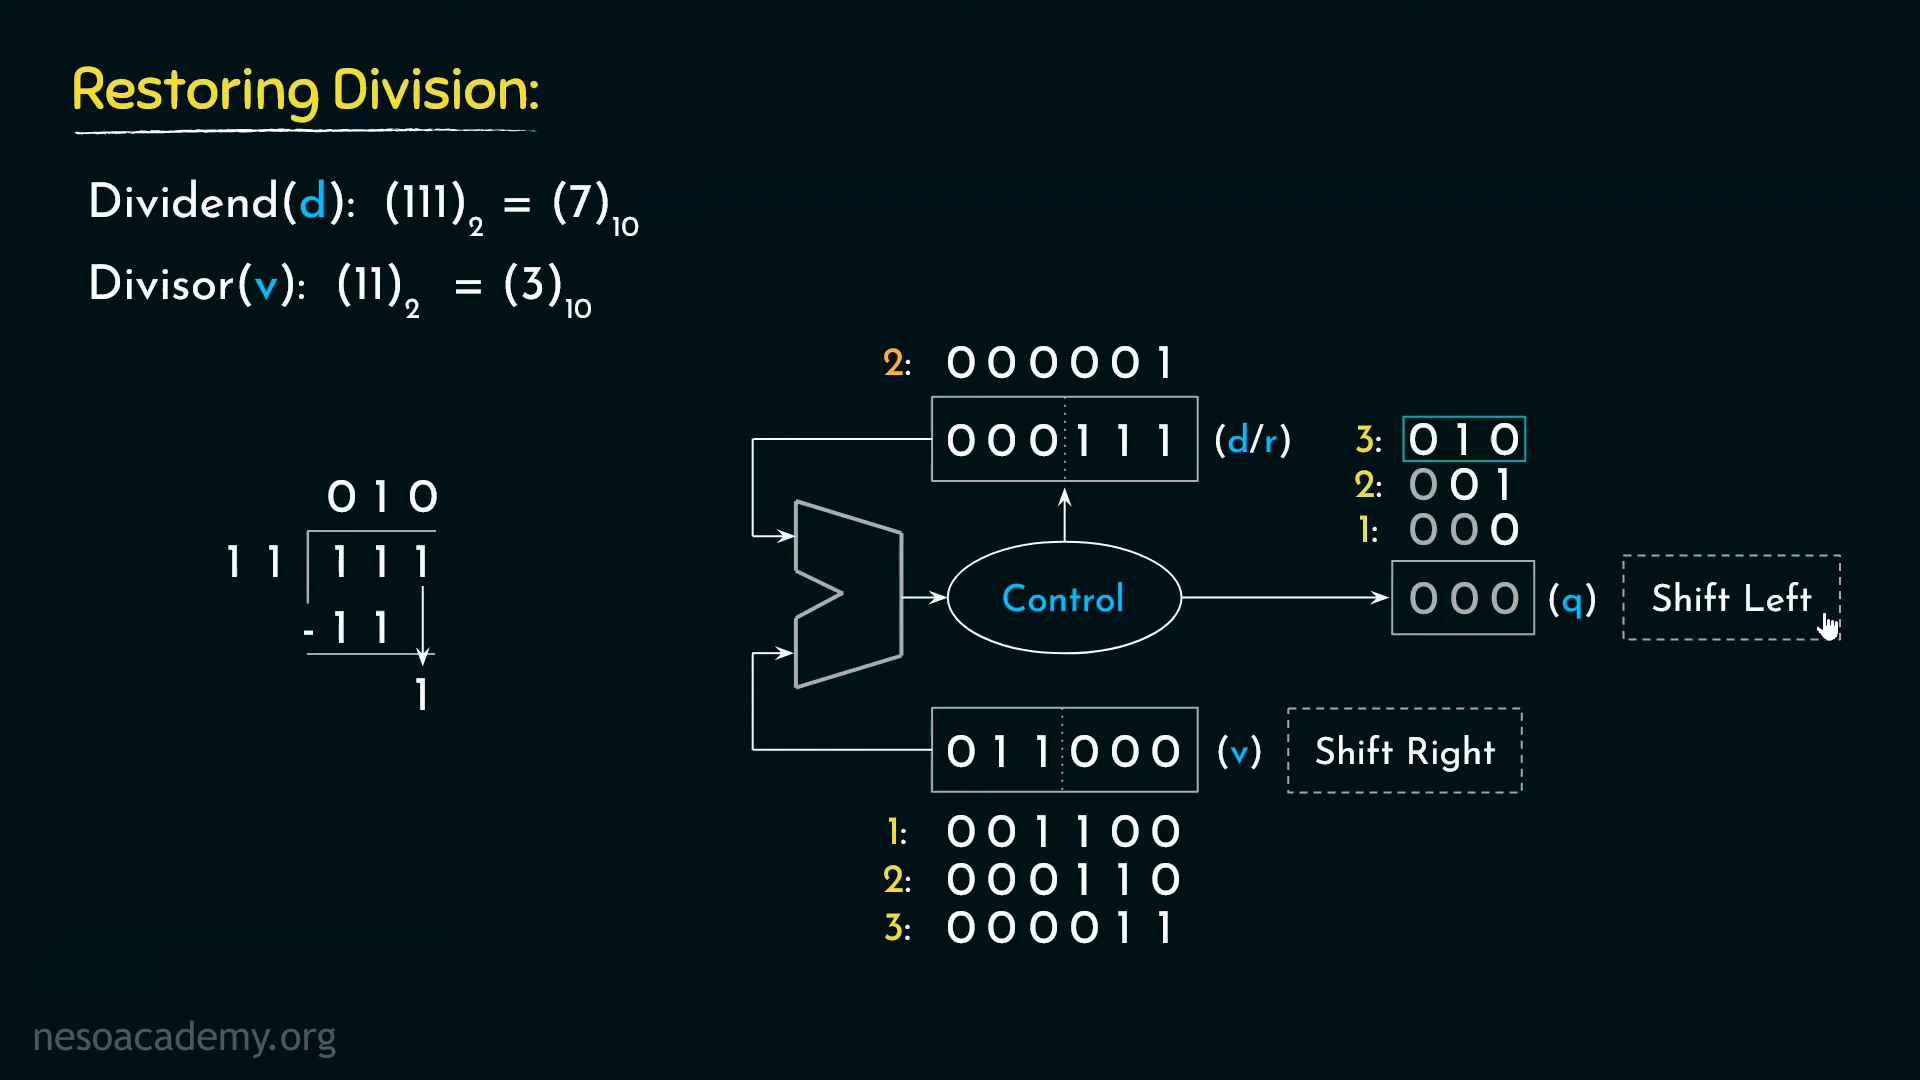 Restoring Division:
Dividend(d): (111)₂ = (7)₁₀
Divisor(v): (11)₂ = (3)₁₀
2: 0 0 0 0 0 1
0 0 0 1 1 1 (d/r)
3: 0 1 0
2: 0 0 1
1: 0 0 0
0 1 0
1 1 1 1 1
- 1 1
1
Control
0 0 0 (q)
Shift Left
0 1 1 0 0 0 (v)
Shift Right
1: 0 0 1 1 0 0
2: 0 0 0 1 1 0
3: 0 0 0 0 1 1
nesoacademy.org